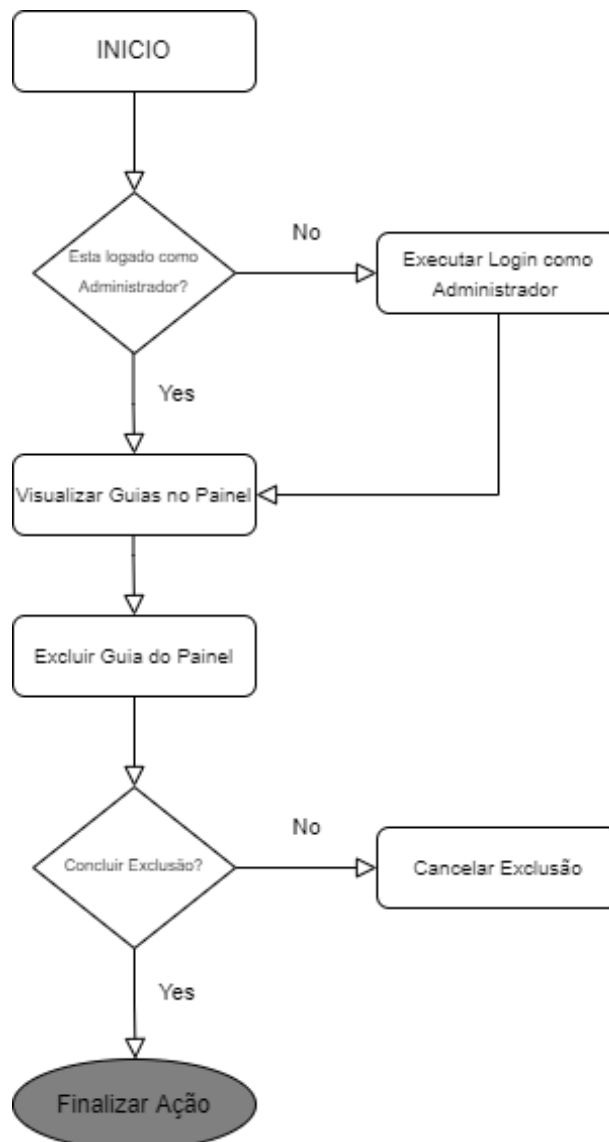 INICIO
Esta logado como
Administrador?
No
Executar Login como
Administrador
Yes
Visualizar Guias no Painel
Excluir Guia do Painel
Concluir Exclusão?
No
Cancelar Exclusão
Yes
Finalizar Ação